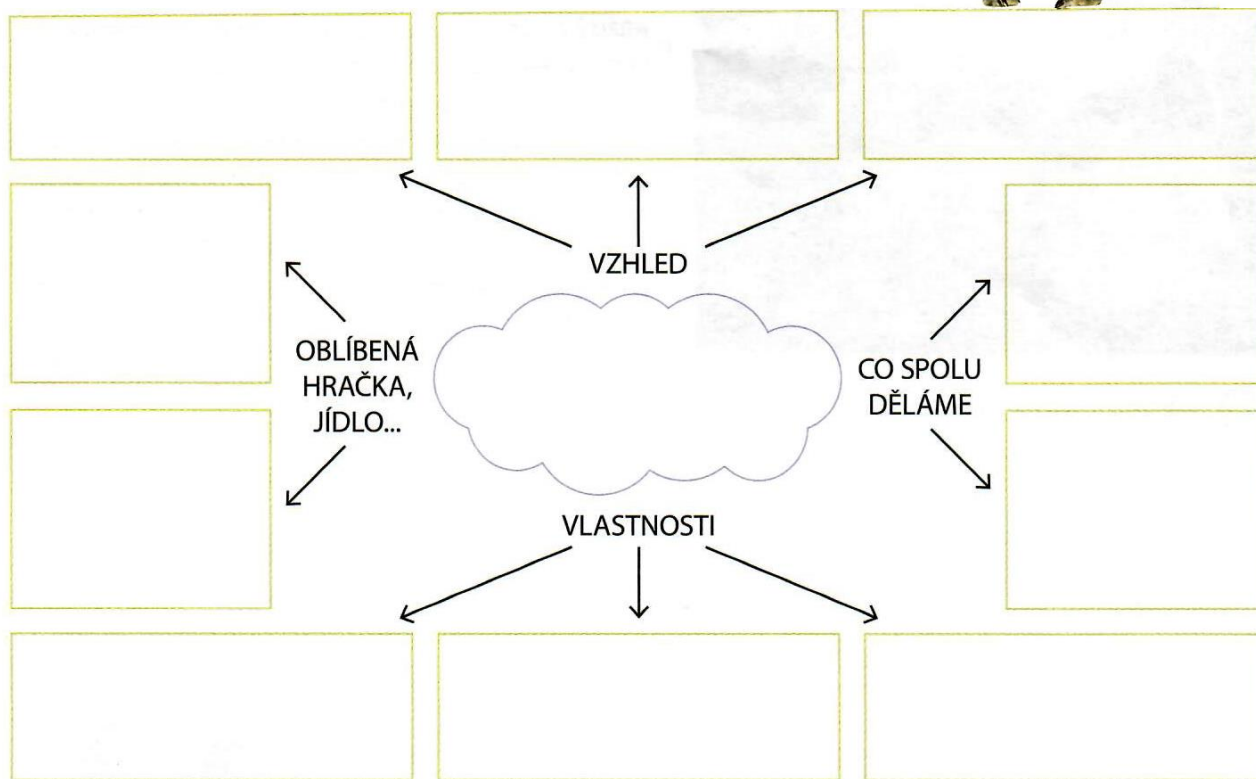 VZHLED
OBLÍBENÁ
HRAČKA,
JÍDLO...
CO SPOLU
DĚLÁME
VLASTNOSTI